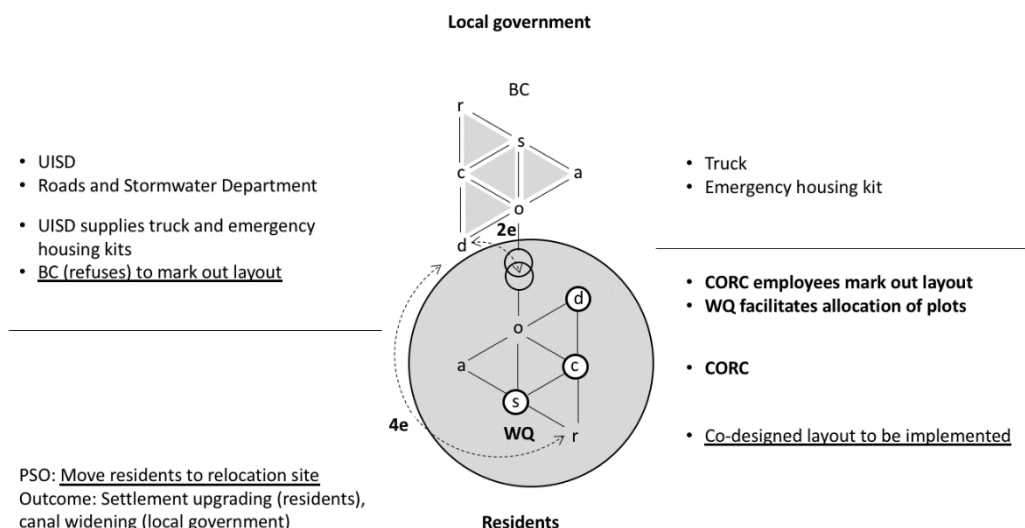 Local government
BC
r
s
c
a
o
2e
d
• UISD
• Roads and Stormwater Department
• UISD supplies truck and emergency
housing kits
• BC (refuses) to mark out layout
• Truck
• Emergency housing kit
• CORC employees mark out layout
• WQ facilitates allocation of plots
• CORC
• Co-designed layout to be implemented
d
o
a
c
s
4e
WQ
r
PSO: Move residents to relocation site
Outcome: Settlement upgrading (residents),
canal widening (local government)
Residents